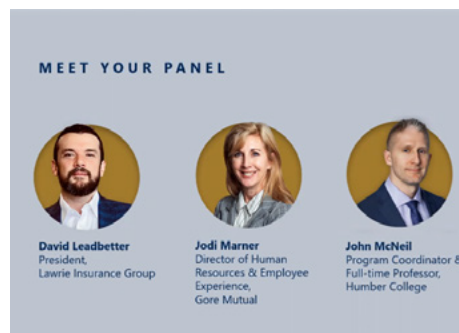 MEET YOUR PANEL
David Leadbetter
President,
Lawrie Insurance Group
Jodi Marner
Director of Human
Resources & Employee
Experience,
Gore Mutual
John McNeil
Program Coordinator &
Full-time Professor,
Humber College